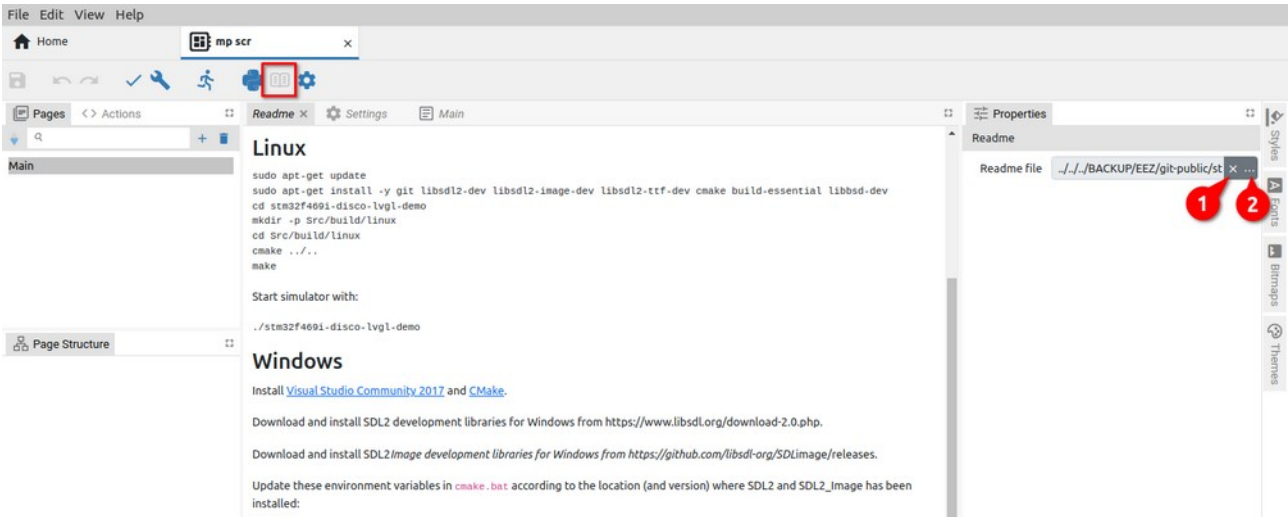 File Edit View Help
Home mp scr ×
Pages <> Actions
Main
Page Structure
Readme × Settings Main
Linux
sudo apt-get update
sudo apt-get install -y git libsdl2-dev libsdl2-image-dev libsdl2-ttf-dev cmake build-essential libbsd-dev
cd stm32f469i-disco-lvgl-demo
mkdir -p Src/build/linux
cd Src/build/linux
cmake ../..
make
Start simulator with:
./stm32f469i-disco-lvgl-demo
Windows
Install Visual Studio Community 2017 and CMake.
Download and install SDL2 development libraries for Windows from https://www.libsdl.org/download-2.0.php.
Download and install SDL2Image development libraries for Windows from https://github.com/libsdl-org/SDLimage/releases.
Update these environment variables in cmake.bat according to the location (and version) where SDL2 and SDL2_Image has been
installed:
Properties
Readme
Readme file ../../../BACKUP/EEZ/git-public/st × ...
1 2
Styles
Fonts
Bitmaps
Themes